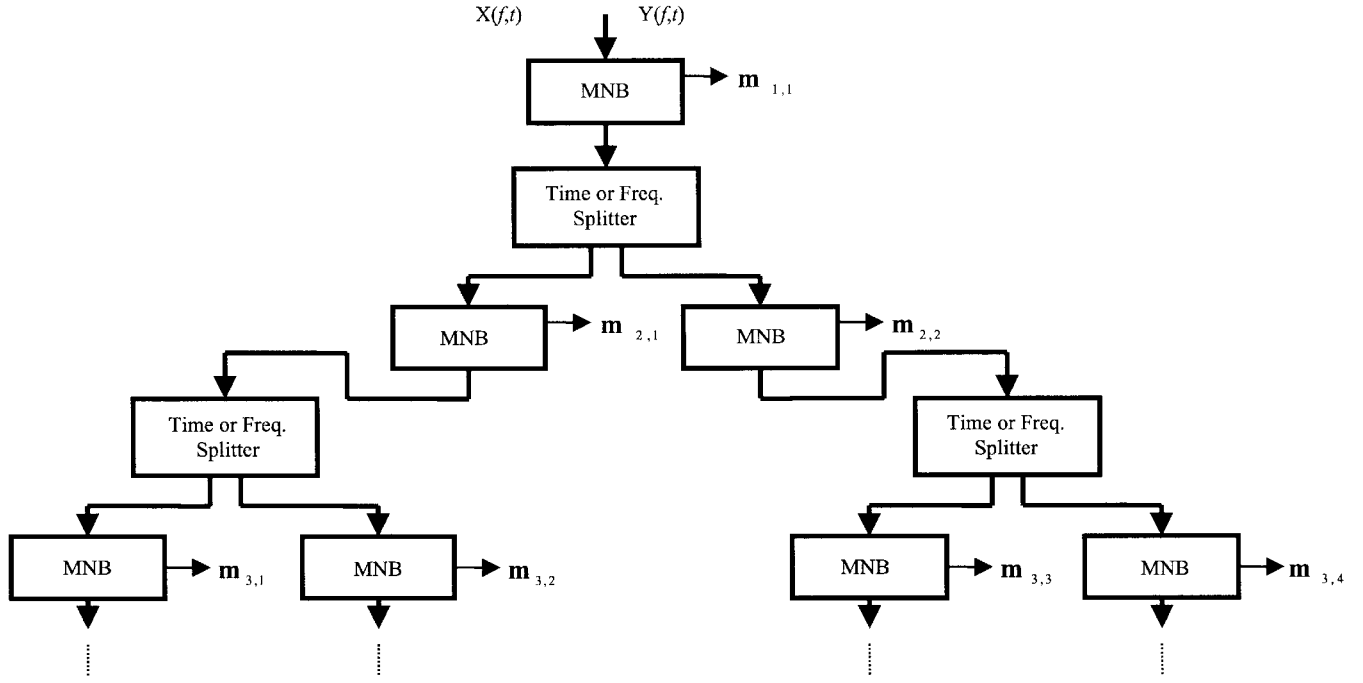 X(f,t) Y(f,t)
MNB
m 1,1
Time or Freq.
Splitter
MNB
m 2,1
MNB
m 2,2
Time or Freq.
Splitter
Time or Freq.
Splitter
MNB
m 3,1
MNB
m 3,2
MNB
m 3,3
MNB
m 3,4